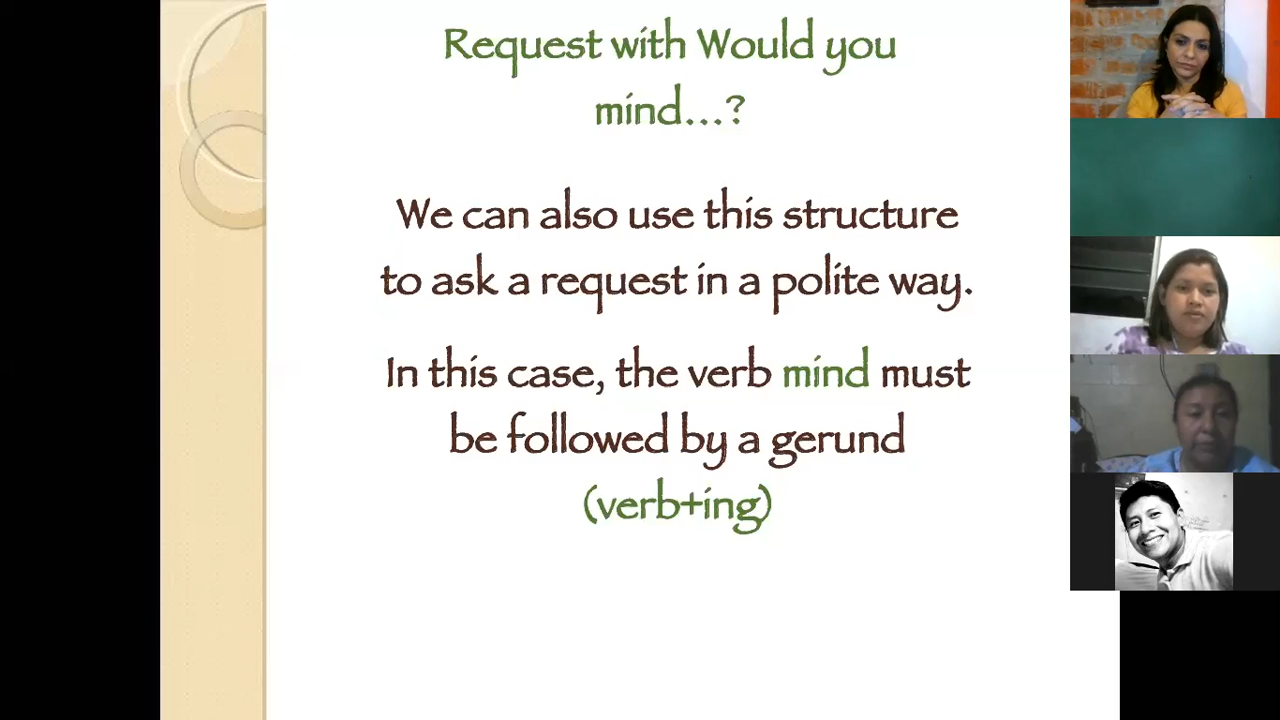 Request with Would you
mind...?
We can also use this structure
to ask a request in a polite way.
In this case, the verb mind must
be followed by a gerund
(verb+ing)